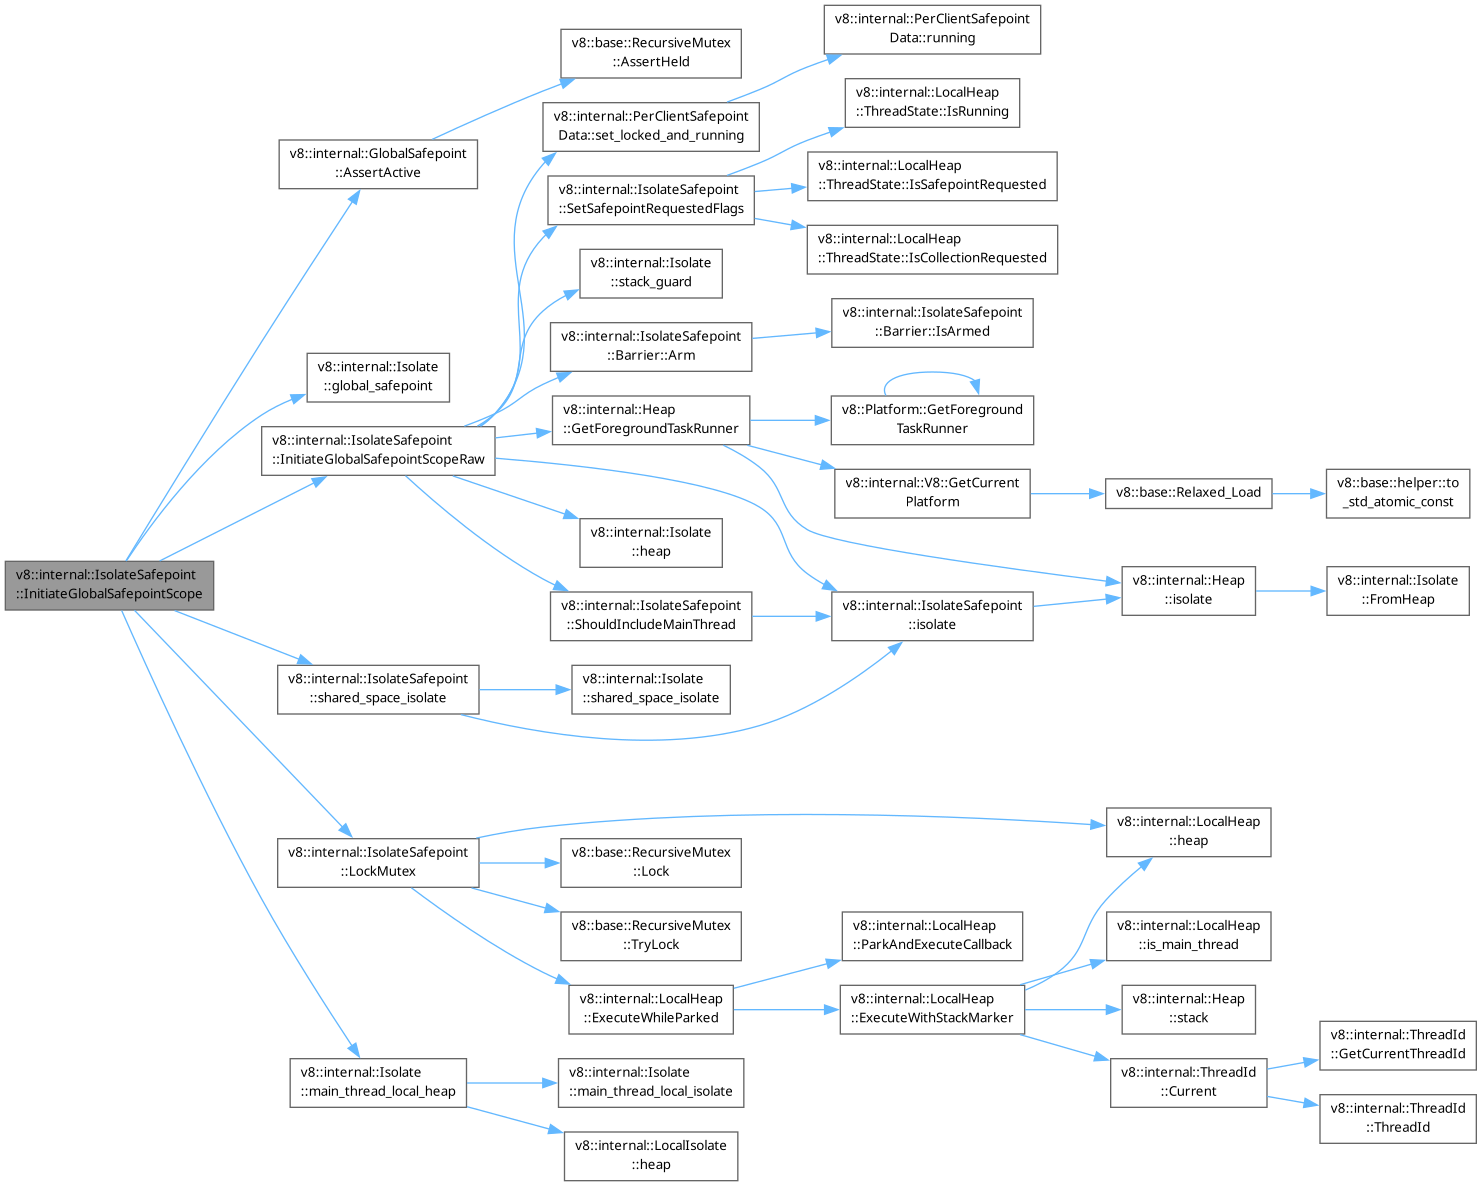 v8::internal::IsolateSafepoint
::InitiateGlobalSafepointScope
v8::internal::GlobalSafepoint
::AssertActive
v8::base::RecursiveMutex
::AssertHeld
v8::internal::Isolate
::global_safepoint
v8::internal::IsolateSafepoint
::InitiateGlobalSafepointScopeRaw
v8::internal::PerClientSafepoint
Data::set_locked_and_running
v8::internal::PerClientSafepoint
Data::running
v8::internal::IsolateSafepoint
::SetSafepointRequestedFlags
v8::internal::LocalHeap
::ThreadState::IsRunning
v8::internal::LocalHeap
::ThreadState::IsSafepointRequested
v8::internal::LocalHeap
::ThreadState::IsCollectionRequested
v8::internal::Isolate
::stack_guard
v8::internal::IsolateSafepoint
::Barrier::Arm
v8::internal::IsolateSafepoint
::Barrier::IsArmed
v8::internal::Heap
::GetForegroundTaskRunner
v8::Platform::GetForeground
TaskRunner
v8::internal::V8::GetCurrent
Platform
v8::base::Relaxed_Load
v8::base::helper::to
_std_atomic_const
v8::internal::Isolate
::heap
v8::internal::IsolateSafepoint
::ShouldIncludeMainThread
v8::internal::IsolateSafepoint
::isolate
v8::internal::Heap
::isolate
v8::internal::Isolate
::FromHeap
v8::internal::IsolateSafepoint
::shared_space_isolate
v8::internal::Isolate
::shared_space_isolate
v8::internal::IsolateSafepoint
::LockMutex
v8::base::RecursiveMutex
::Lock
v8::base::RecursiveMutex
::TryLock
v8::internal::LocalHeap
::ExecuteWhileParked
v8::internal::LocalHeap
::ParkAndExecuteCallback
v8::internal::LocalHeap
::ExecuteWithStackMarker
v8::internal::LocalHeap
::heap
v8::internal::LocalHeap
::is_main_thread
v8::internal::Heap
::stack
v8::internal::ThreadId
::Current
v8::internal::ThreadId
::GetCurrentThreadId
v8::internal::ThreadId
::ThreadId
v8::internal::Isolate
::main_thread_local_heap
v8::internal::Isolate
::main_thread_local_isolate
v8::internal::LocalIsolate
::heap